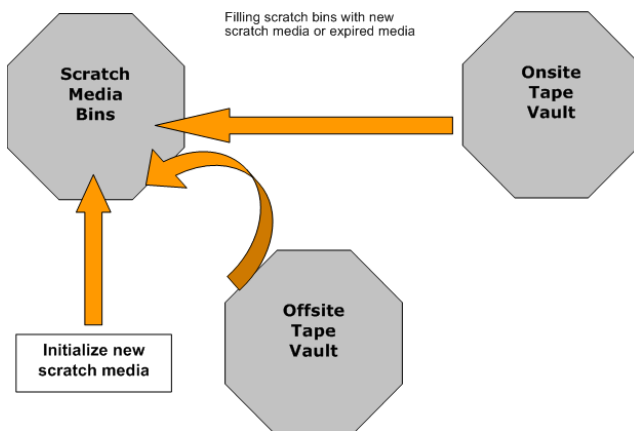 Filling scratch bins with new
scratch media or expired media
Scratch
Media
Bins
Onsite
Tape
Vault
Offsite
Tape
Vault
Initialize new
scratch media